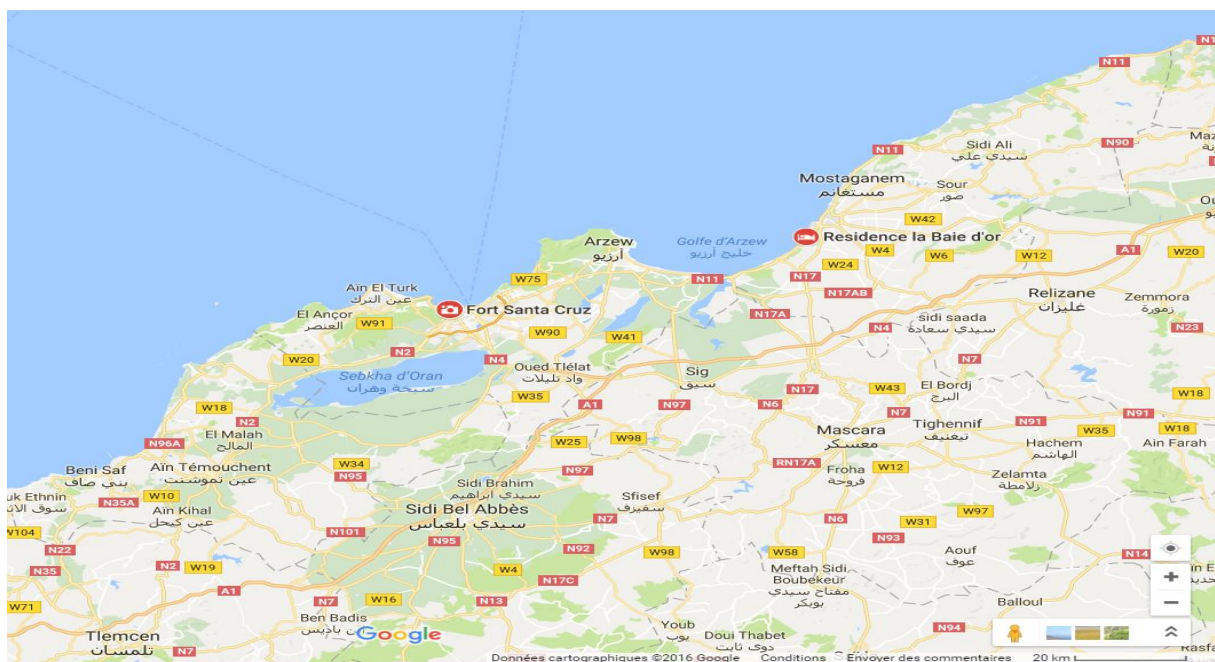 N11
N11
N90
Sidi Ali
سيدي علي
Mostaganem
مستغانم
Sour
صور
W42
Arzew
أرزيو
Golfe d'Arzew
خليج أرزيو
Residence la Baie d'or
W4
W6
W12
A1
W20
W24
N17
N17AB
W75
N11
Aïn El Turk
عين الترك
El Ançor
العنصر
Fort Santa Cruz
Relizane
غليزان
Zemmora
زمورة
W91
W90
W41
N17A
sidi saada
سيدي سعادة
N4
N23
N2
N4
W20
Sebkha d'Oran
سبخة وهران
Oued Tlélat
واد تليلات
Sig
سيق
N7
W35
A1
N97
N17
N6
W43
El Bordj
البرج
W18
W18
N2
N7
N91
N91
El Malah
المالح
N96A
W25
W98
Mascara
معسكر
Tighennif
تيغنيف
W35
W18
Hachem
الهاشم
Ain Farah
Beni Saf
بني صاف
Aïn Témouchent
عين تموشنت
W34
N95
N97
RN17A
Froha
فروحة
W12
Zelamta
زلامطة
uk Ethnin
N35A
W10
Aïn Kihal
عين كيحل
Sidi Brahim
سيدي ابراهيم
Sidi Bel Abbès
سيدي بلعباس
Sfisef
سفيزف
N7
N6
W31
W97
W104
N101
N95
N22
N92
W98
W58
N93
Aouf
عوف
N14
N35
N2
W19
W4
N17C
Meftah Sidi
Boubekeur
مفتاح سيدي
بوبكر
A1
W71
N7
W16
N13
Balloul
Ben Badis
بن باديس
Google
Youb
يوب
Doui Thabet
دوي ثابت
N94
Tlemcen
تلمسان
N7
Données cartographiques ©2016 Google Conditions Envoyer des commentaires 20 km